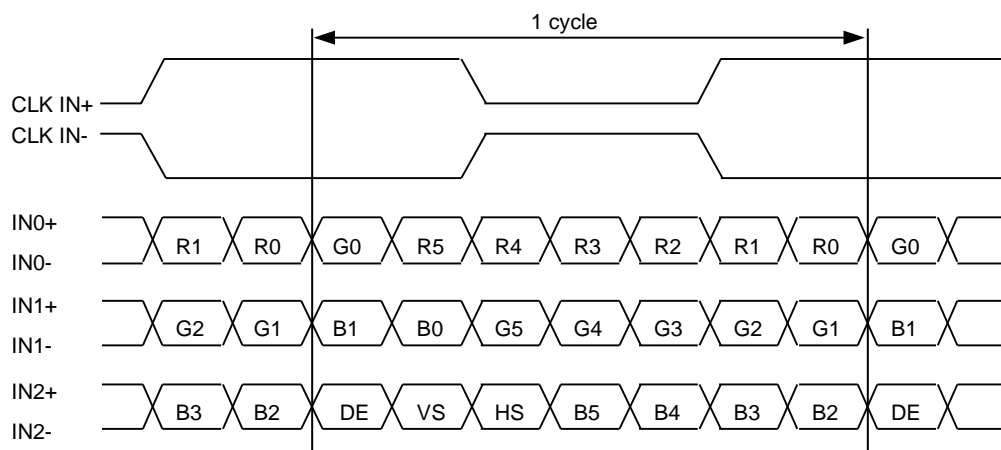 1 cycle
CLK IN+
CLK IN-
IN0+
R1 R0 G0 R5 R4 R3 R2 R1 R0 G0
IN0-
IN1+
G2 G1 B1 B0 G5 G4 G3 G2 G1 B1
IN1-
IN2+
B3 B2 DE VS HS B5 B4 B3 B2 DE
IN2-